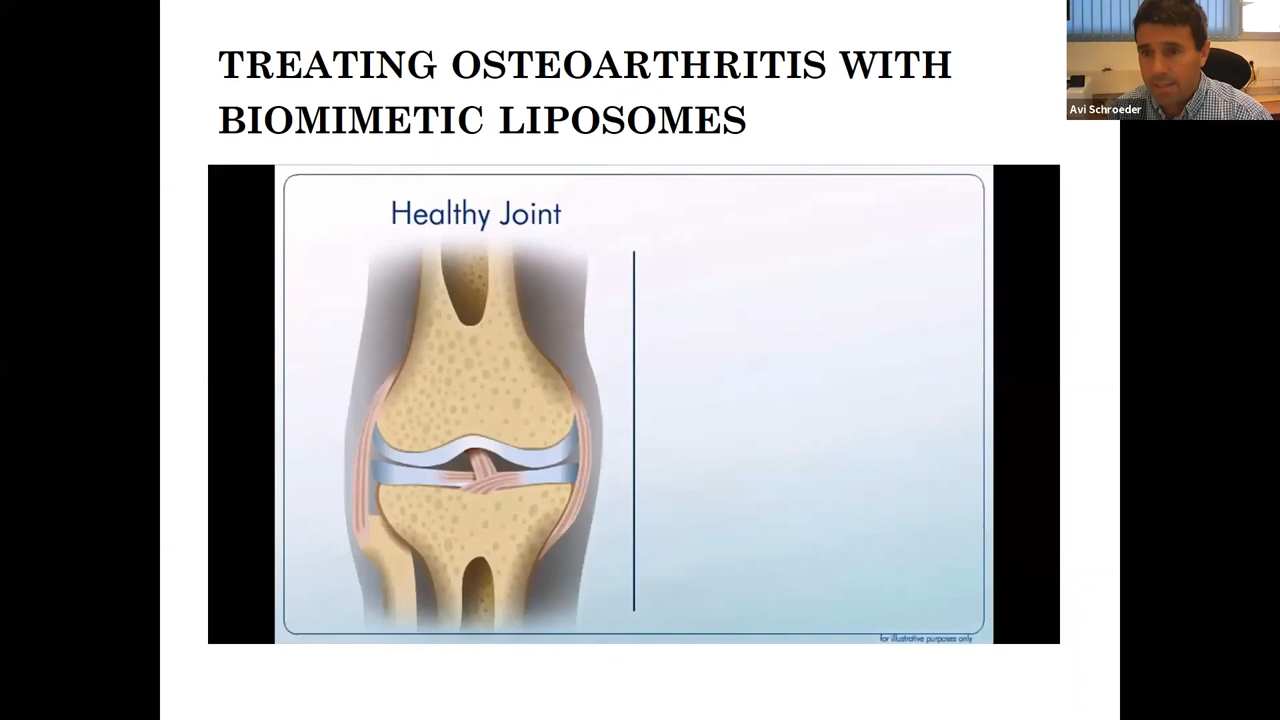 TREATING OSTEOARTHRITIS WITH
BIOMIMETIC LIPOSOMES
Avi Schroeder
Healthy Joint
for illustrative purposes only